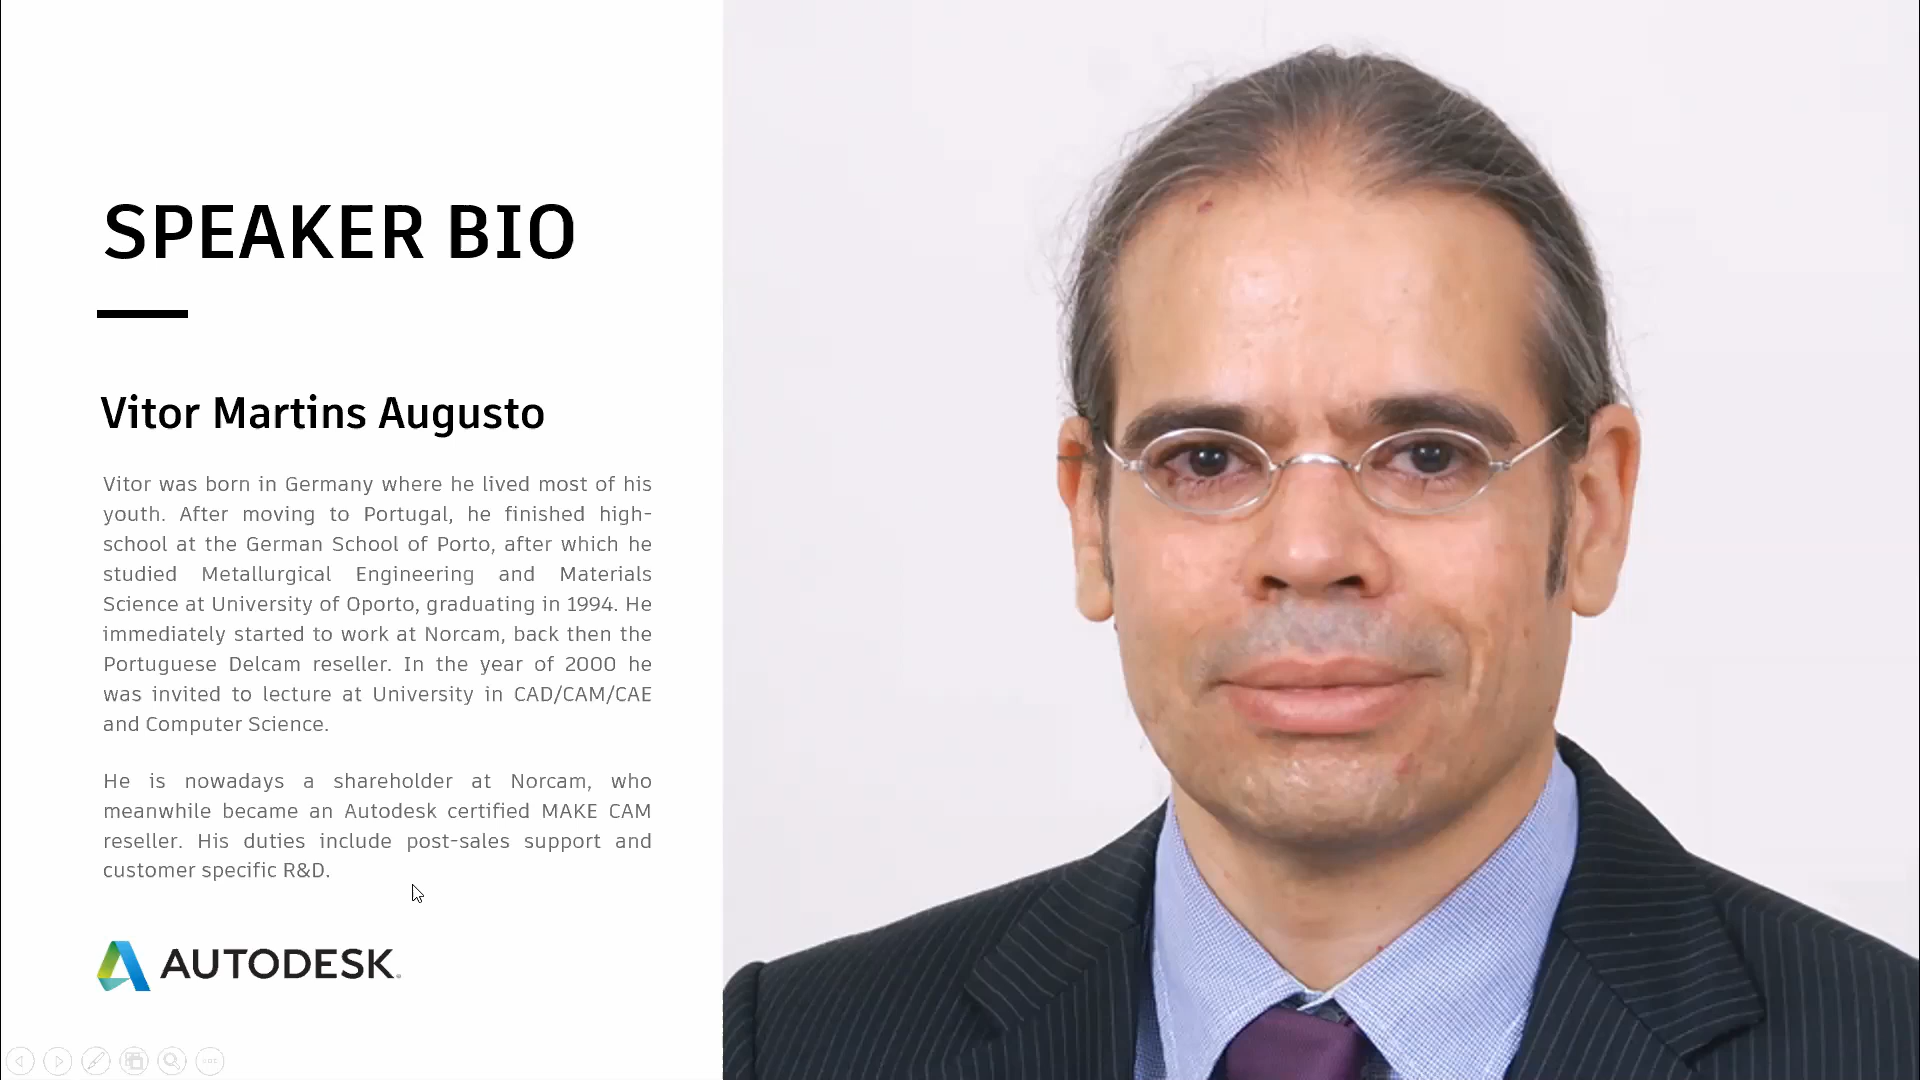 SPEAKER BIO
Vitor Martins Augusto
Vitor was born in Germany where he lived most of his
youth. After moving to Portugal, he finished high-
school at the German School of Porto, after which he
studied Metallurgical Engineering and Materials
Science at University of Oporto, graduating in 1994. He
immediately started to work at Norcam, back then the
Portuguese Delcam reseller. In the year of 2000 he
was invited to lecture at University in CAD/CAM/CAE
and Computer Science.
He is nowadays a shareholder at Norcam, who
meanwhile became an Autodesk certified MAKE CAM
reseller. His duties include post-sales support and
customer specific R&D.
AUTODESK